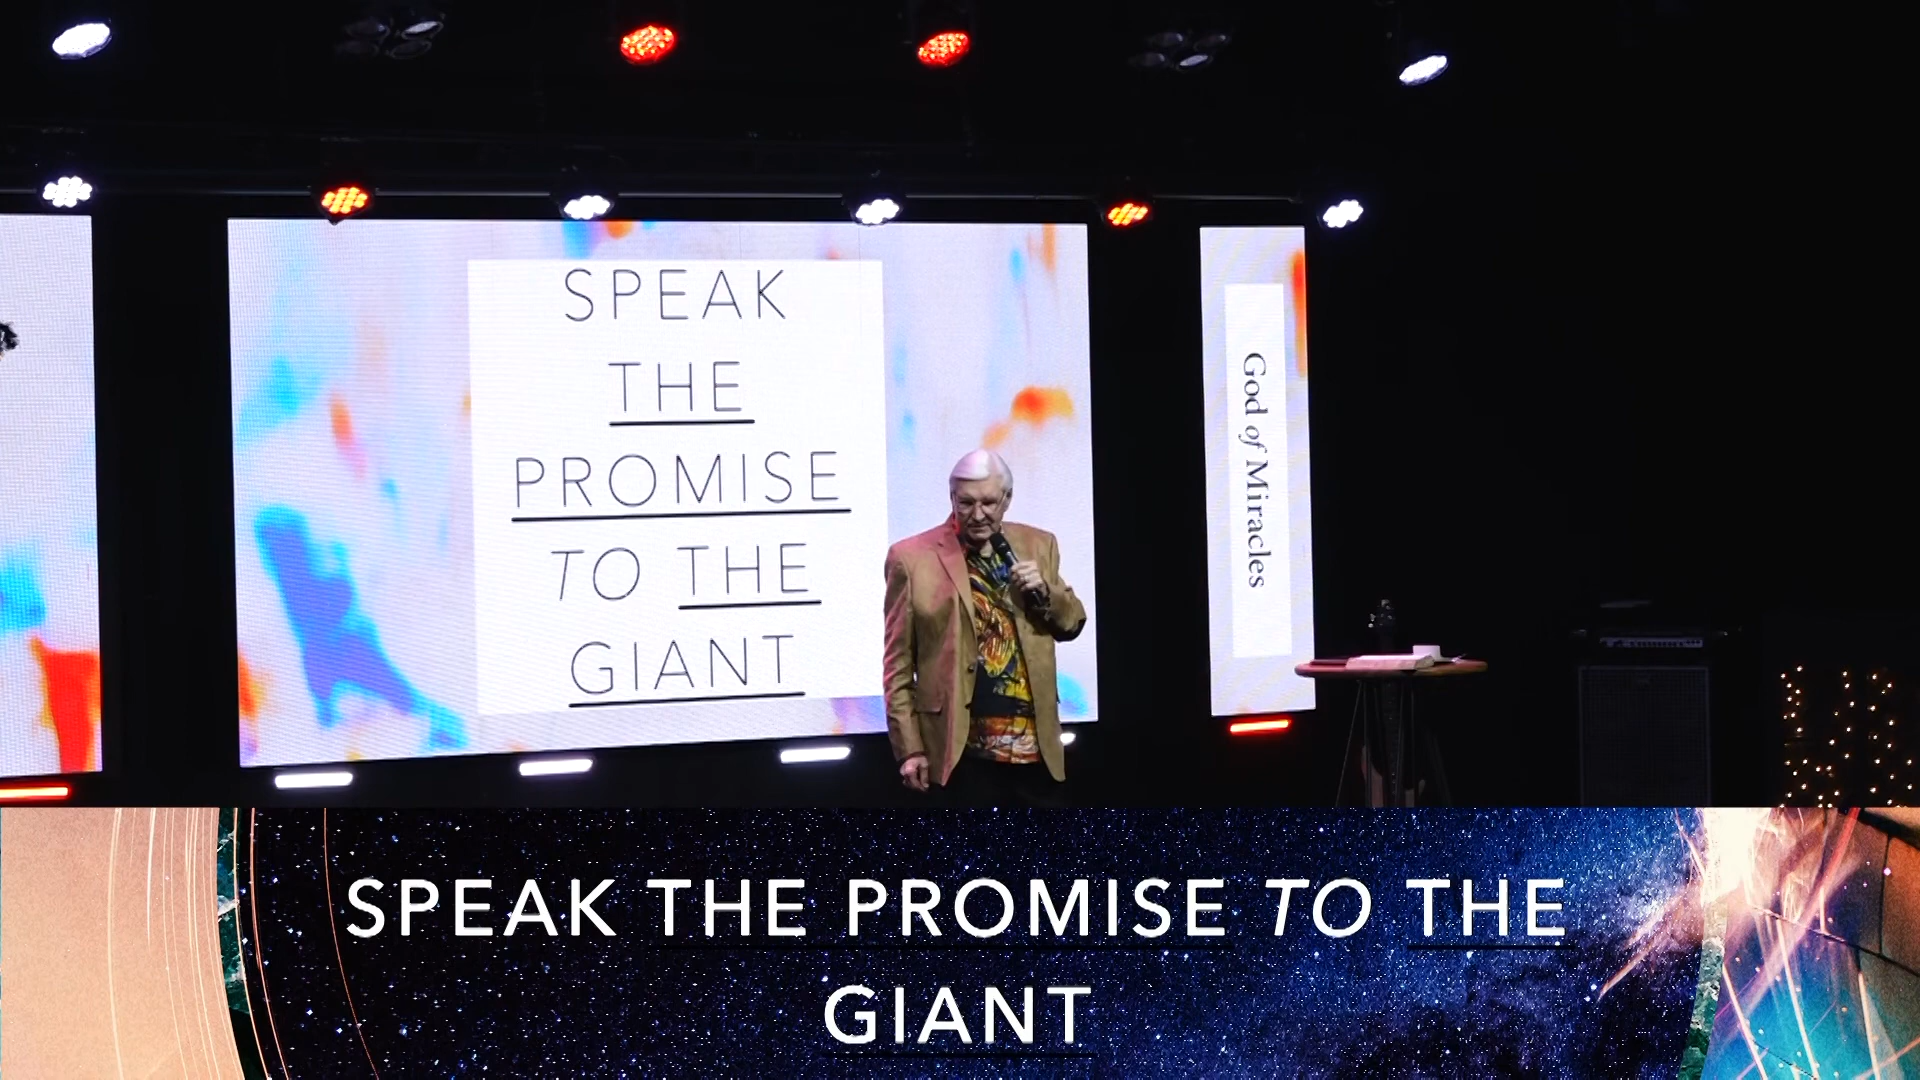 SPEAK
THE
PROMISE
TO THE
GIANT
God of Miracles
SPEAK THE PROMISE TO THE
GIANT